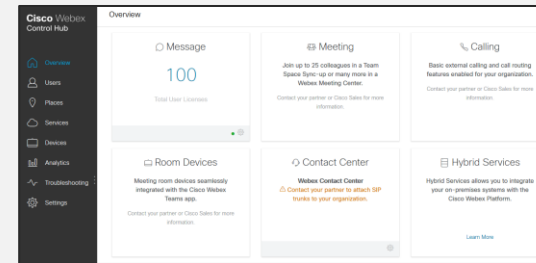 Cisco Webex
Control Hub
Overview
Users
Places
Services
Devices
Analytics
Troubleshooting
Settings
Overview
Message
100
Total User Licenses
Meeting
Join up to 25 colleagues in a Team
Space Sync-up or many more in a
Webex Meeting Center.
Contact your partner or Cisco Sales for more
information.
Calling
Basic external calling and call routing
features enabled for your organization.
Contact your partner or Cisco Sales for more
information.
Room Devices
Meeting room devices seamlessly
integrated with the Cisco Webex
Teams app.
Contact your partner or Cisco Sales for more
information.
Contact Center
Webex Contact Center
Contact your partner to attach SIP
trunks to your organization.
Hybrid Services
Hybrid Services allows you to integrate
your on-premises systems with the
Cisco Webex Platform.
Learn More